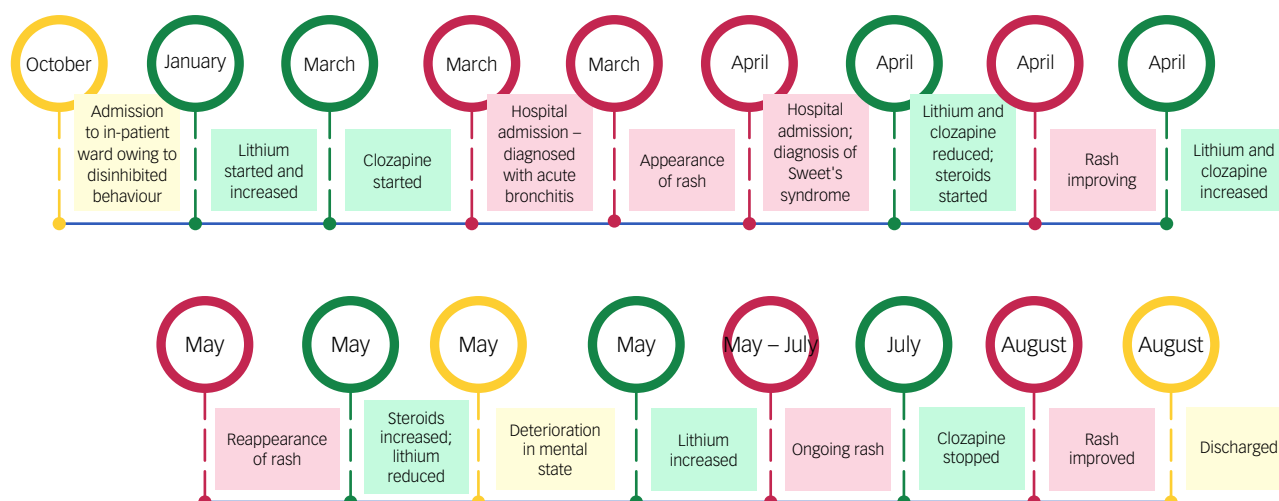 October
Admission
to in-patient
ward owing to
disinhibited
behaviour
January
Lithium
started and
increased
March
Clozapine
started
March
Hospital
admission –
diagnosed
with acute
bronchitis
March
Appearance
of rash
April
Hospital
admission;
diagnosis of
Sweet's
syndrome
April
Lithium and
clozapine
reduced;
steroids
started
April
Rash
improving
April
Lithium and
clozapine
increased
May
Reappearance
of rash
May
Steroids
increased;
lithium
reduced
May
Deterioration
in mental
state
May
Lithium
increased
May – July
Ongoing rash
July
Clozapine
stopped
August
Rash
improved
August
Discharged